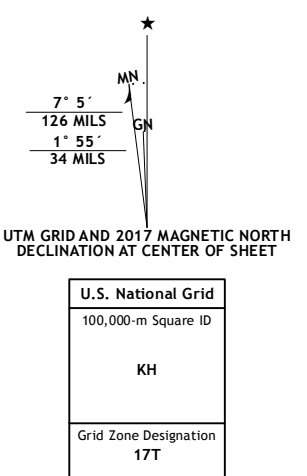 MN
GN
7° 5´
126 MILS
1° 55´
34 MILS
UTM GRID AND 2017 MAGNETIC NORTH
DECLINATION AT CENTER OF SHEET
U.S. National Grid
100,000-m Square ID
KH
Grid Zone Designation
17T